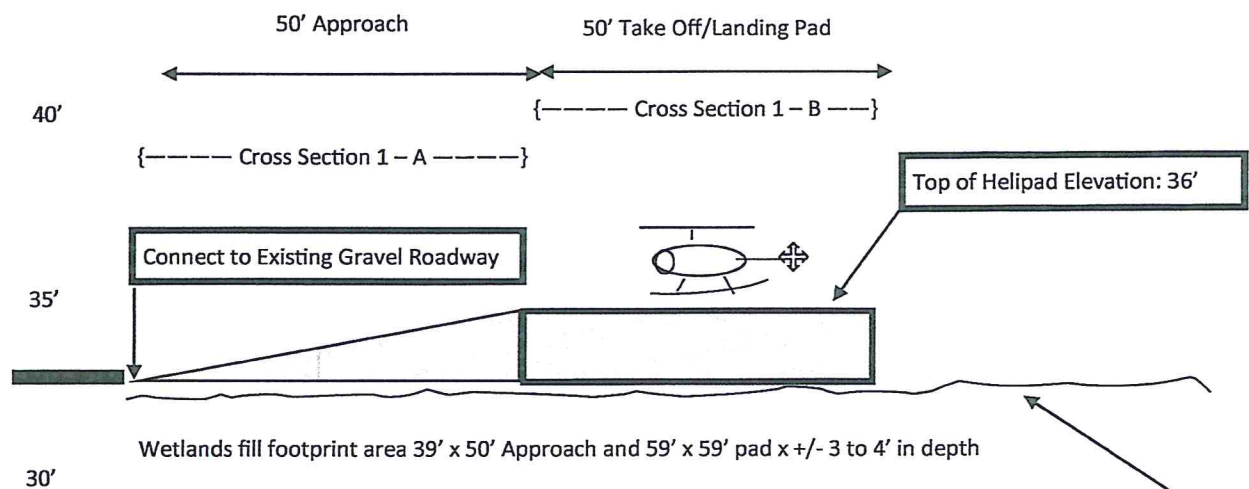 50’ Approach
50’ Take Off/Landing Pad
40’
{————— Cross Section 1 – B ——}
{————— Cross Section 1 – A —————}
Top of Helipad Elevation: 36’
Connect to Existing Gravel Roadway
35’
Wetlands fill footprint area 39’ x 50’ Approach and 59’ x 59’ pad x +/- 3 to 4’ in depth
30’